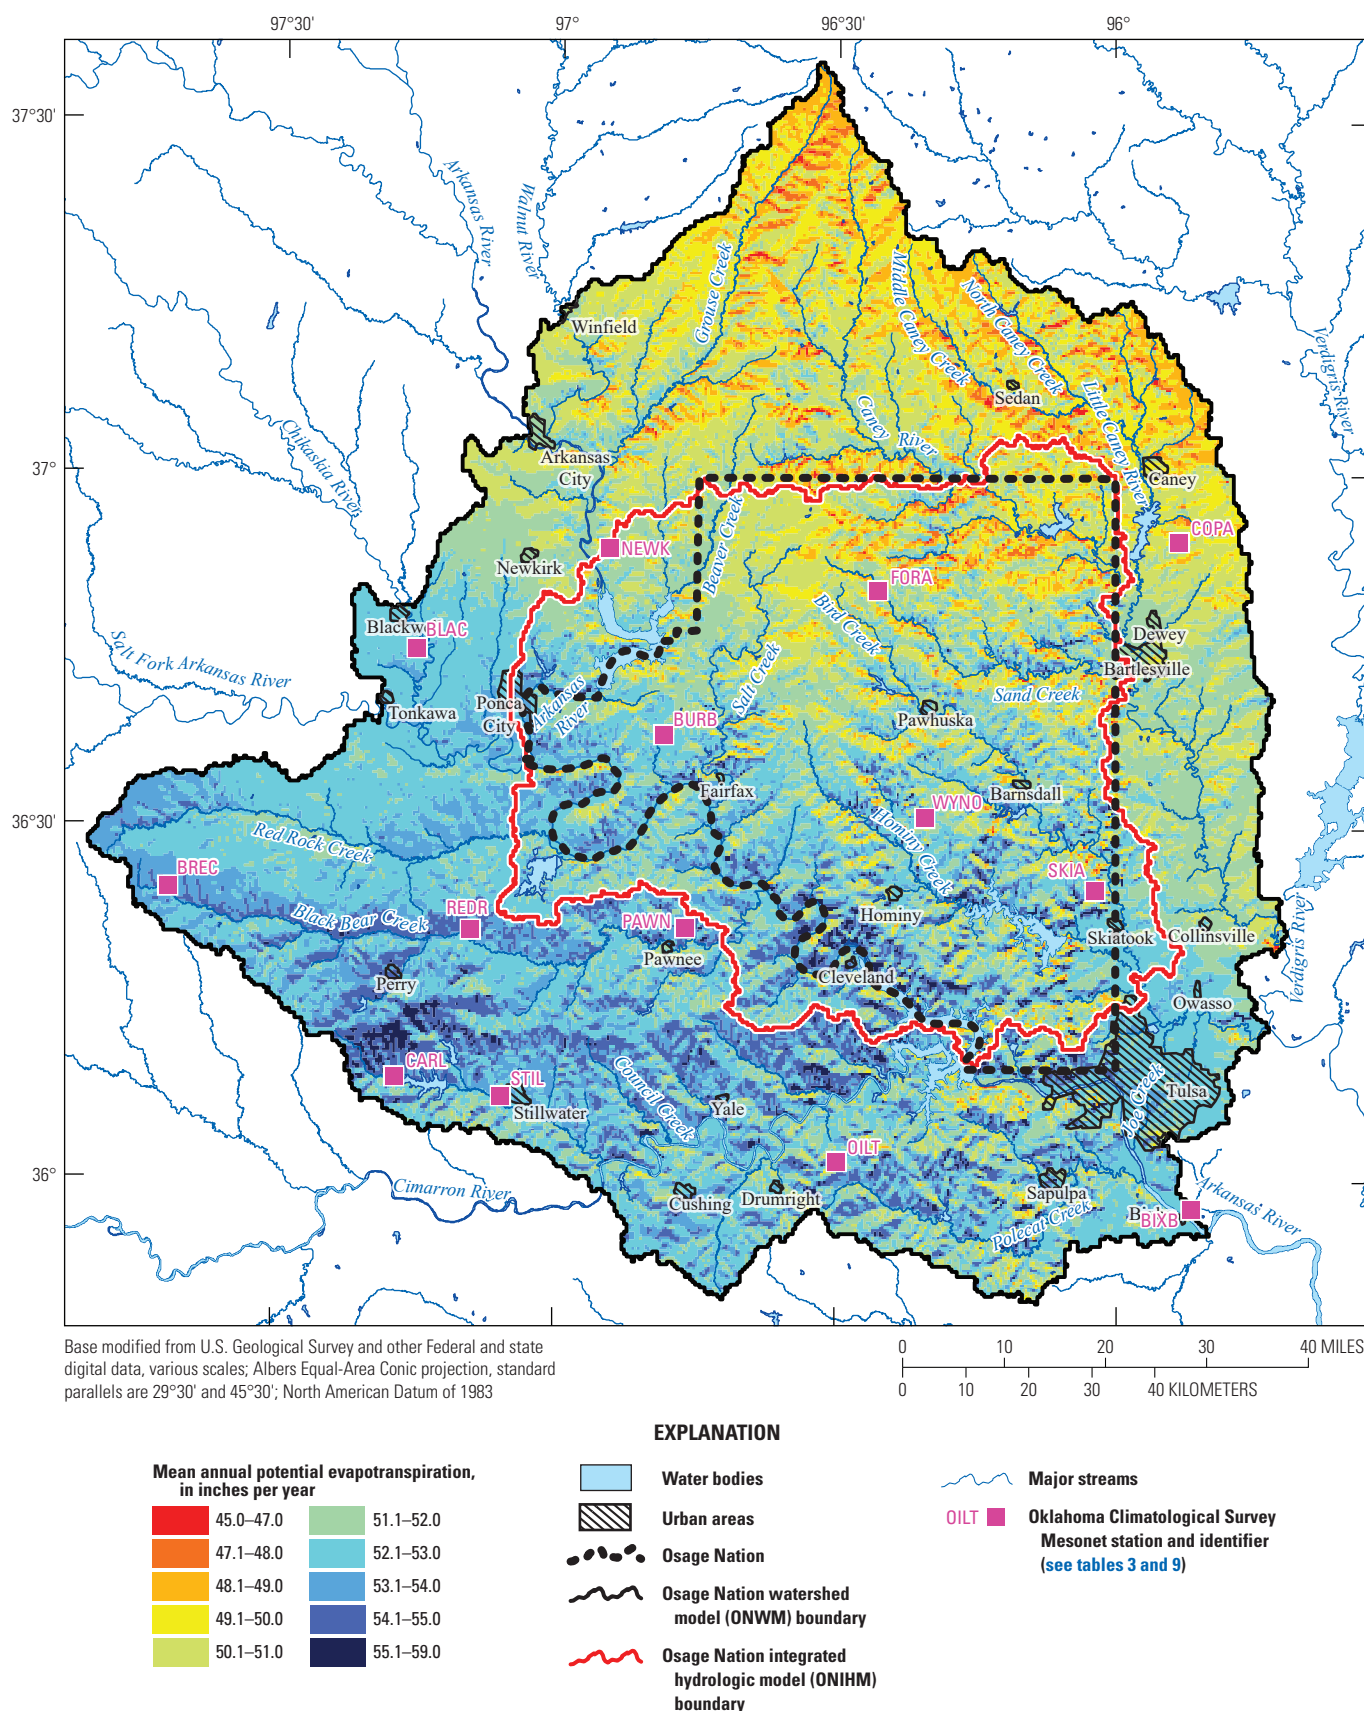 97°30'
97°
96°30'
96°
37°30'
37°
36°30'
36°
Arkansas River
Walnut River
Verdigris River
Chikaskia River
Grouse Creek
Middle Caney Creek
North Caney Creek
Winfield
Sedan
Little Caney River
Caney River
Arkansas
City
Caney
COPA
NEWK
Newkirk
Beaver Creek
FORA
Bird Creek
Blackw
BLAC
Dewey
Bartlesville
Salt Fork Arkansas River
Salt Creek
Sand Creek
Tonkawa
Ponca
City
Arkansas
River
BURB
Pawhuska
Fairfax
Barnsdall
WYNO
Hominy Creek
Red Rock Creek
BREC
SKIA
REDR
Black Bear Creek
PAWN
Pawnee
Hominy
Skiatook
Collinsville
Perry
Cleveland
Verdigris River
Owasso
CARL
STIL
Stillwater
Council Creek
Yale
Joe Creek
Tulsa
OILT
Cimarron River
Cushing
Drumright
Sapulpa
Polecat Creek
BIXB
Arkansas River
Base modified from U.S. Geological Survey and other Federal and state
digital data, various scales; Albers Equal-Area Conic projection, standard
parallels are 29°30' and 45°30'; North American Datum of 1983
0 10 20 30 40 MILES
0 10 20 30 40 KILOMETERS
EXPLANATION
Mean annual potential evapotranspiration,
in inches per year
45.0–47.0
47.1–48.0
48.1–49.0
49.1–50.0
50.1–51.0
51.1–52.0
52.1–53.0
53.1–54.0
54.1–55.0
55.1–59.0
Water bodies
Urban areas
Osage Nation
Osage Nation watershed
model (ONWM) boundary
Osage Nation integrated
hydrologic model (ONIHM)
boundary
Major streams
OILT
Oklahoma Climatological Survey
Mesonet station and identifier
(see tables 3 and 9)